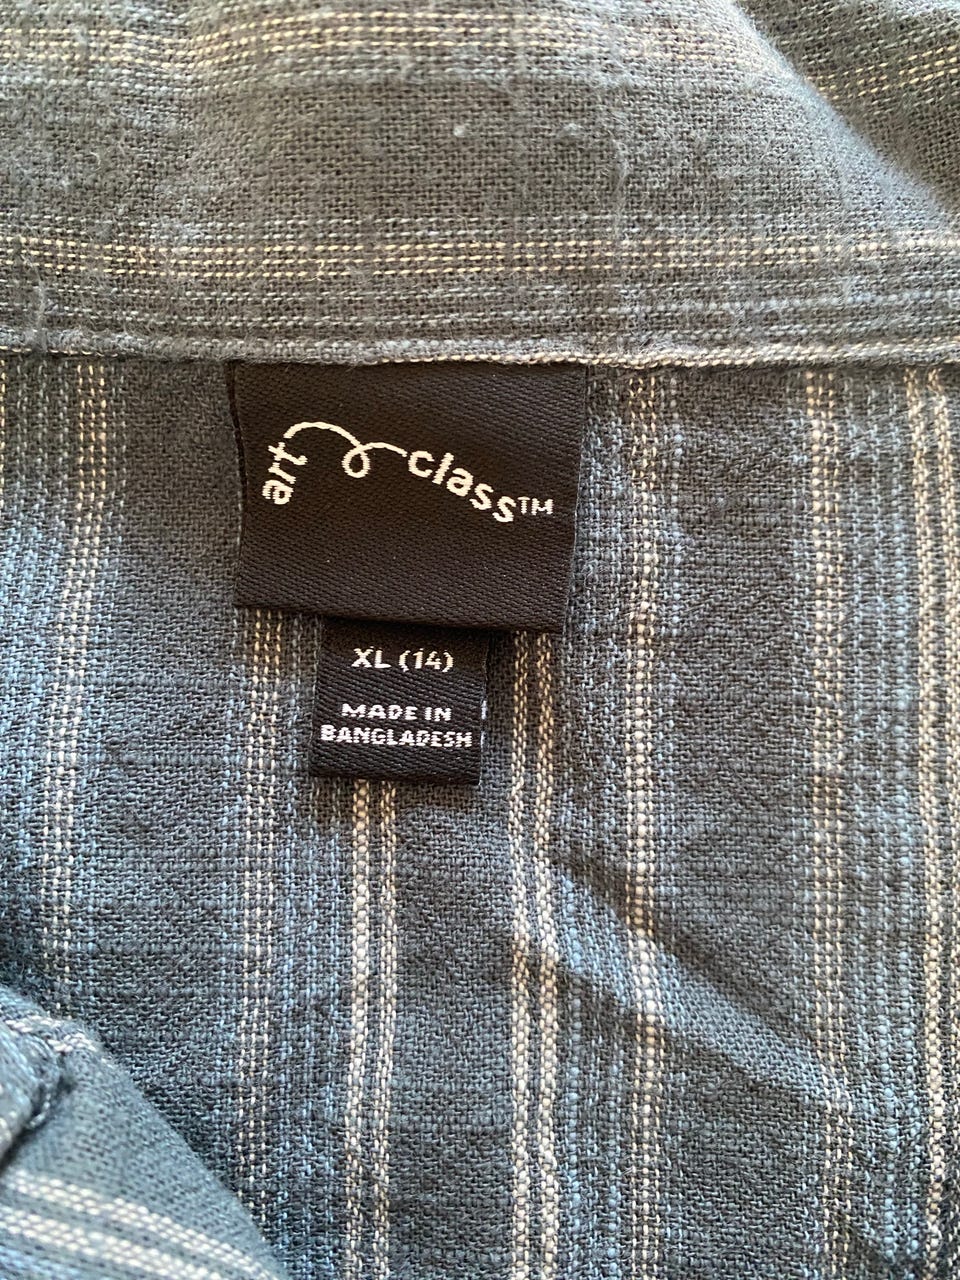 art class™
XL (14)
MADE IN
BANGLADESH